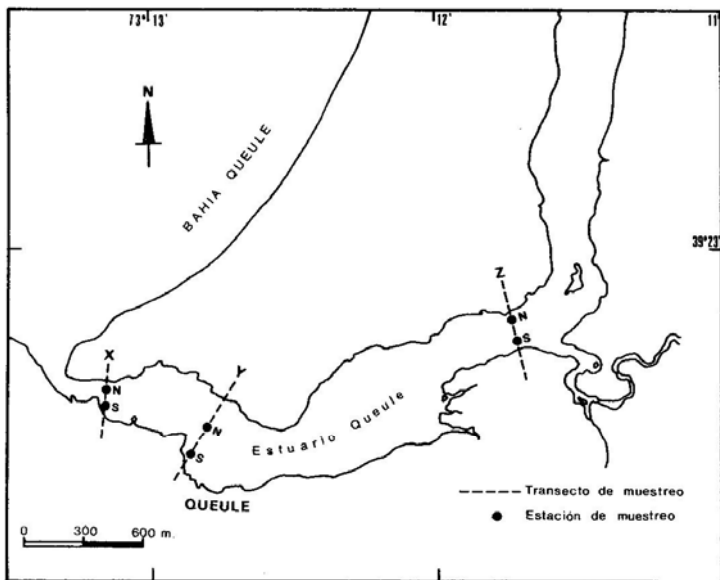 73° 13'
12'
11'
N
BAHIA QUEULE
39°23'
Z
N
S
X
N
S
Y
N
S
Estuario Queule
QUEULE
Transecto de muestreo
Estación de muestreo
0 300 600 m.